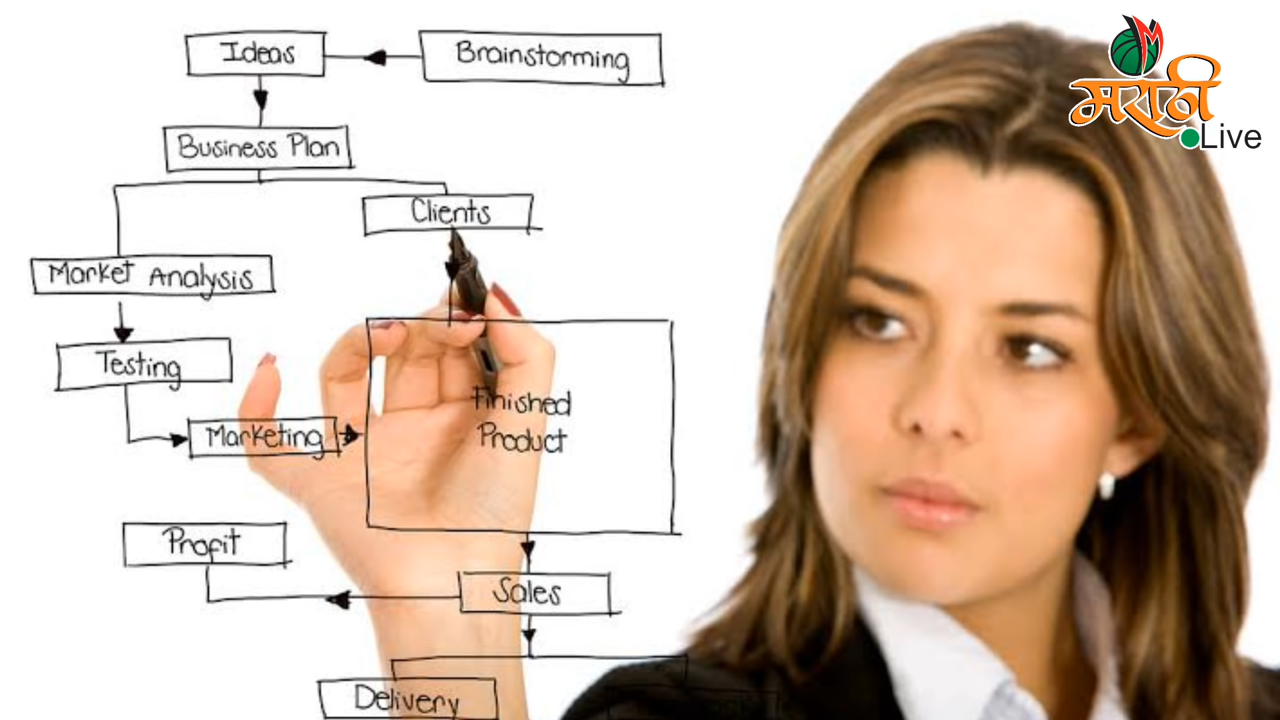 Ideas
Brainstorming
Business Plan
Clients
Market Analysis
Testing
Marketing
Finished
Product
Profit
Sales
Delivery
मराठी
Live